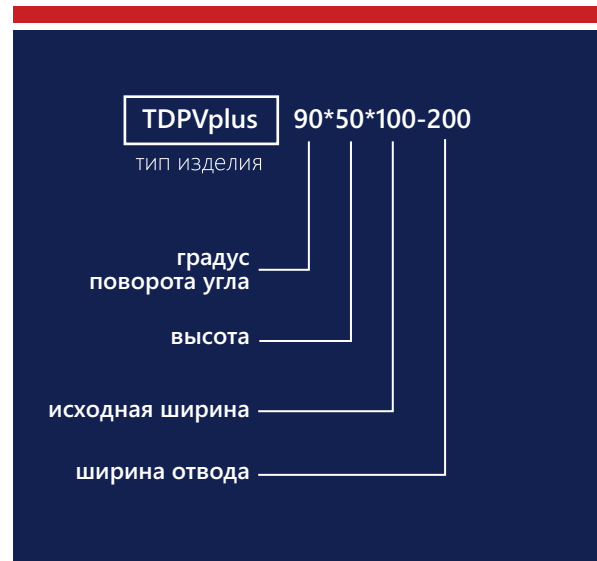 TDPVplus 90*50*100-200
тип изделия
градус
поворота угла
высота
исходная ширина
ширина отвода